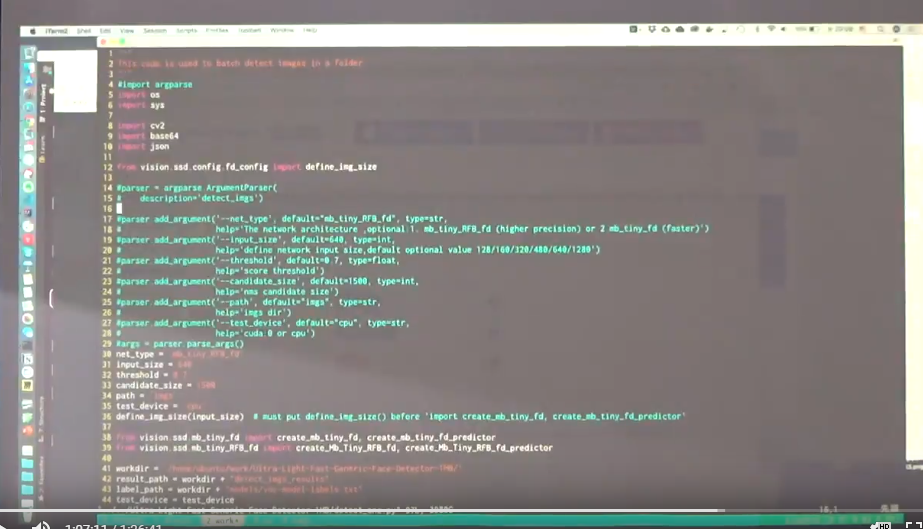 iTerm2 Shell Edit View Session Scripts Profiles Toolbelt Window Help
1
2 This code is used to batch detect images in a folder
3
4 #import argparse
5 import os
6 import sys
7
8 import cv2
9 import base64
10 import json
11
12 from vision.ssd.config.fd_config import define_img_size
13
14 #parser = argparse.ArgumentParser(
15 # description='detect_imgs')
16
17 #parser.add_argument('--net_type', default="mb_tiny_RFB_fd", type=str,
18 # help='The network architecture ,optional:1. mb_tiny_RFB_fd (higher precision) or 2.mb_tiny_fd (faster)')
19 #parser.add_argument('--input_size', default=640, type=int,
20 # help='define network input size,default optional value 128/160/320/480/640/1280')
21 #parser.add_argument('--threshold', default=0.7, type=float,
22 # help='score threshold')
23 #parser.add_argument('--candidate_size', default=1500, type=int,
24 # help='nms candidate size')
25 #parser.add_argument('--path', default="imgs", type=str,
26 # help='imgs dir')
27 #parser.add_argument('--test_device', default="cpu", type=str,
28 # help='cuda:0 or cpu')
29 #args = parser.parse_args()
30 net_type = mb_tiny_RFB_fd
31 input_size = 640
32 threshold = 0.7
33 candidate_size = 1500
34 path = imgs
35 test_device = cpu
36 define_img_size(input_size) # must put define_img_size() before 'import create_mb_tiny_fd, create_mb_tiny_fd_predictor'
37
38 from vision.ssd.mb_tiny_fd import create_mb_tiny_fd, create_mb_tiny_fd_predictor
39 from vision.ssd.mb_tiny_RFB_fd import create_Mb_Tiny_RFB_fd, create_Mb_Tiny_RFB_fd_predictor
40
41 workdir = '/home/ubuntu/work/Ultra-Light-Fast-Generic-Face-Detector-1MB/'
42 result_path = workdir + "detect_imgs_results"
43 label_path = workdir + "models/voc-model-labels.txt"
44 test_device = test_device
1:07:11 / 1:26:41
HD